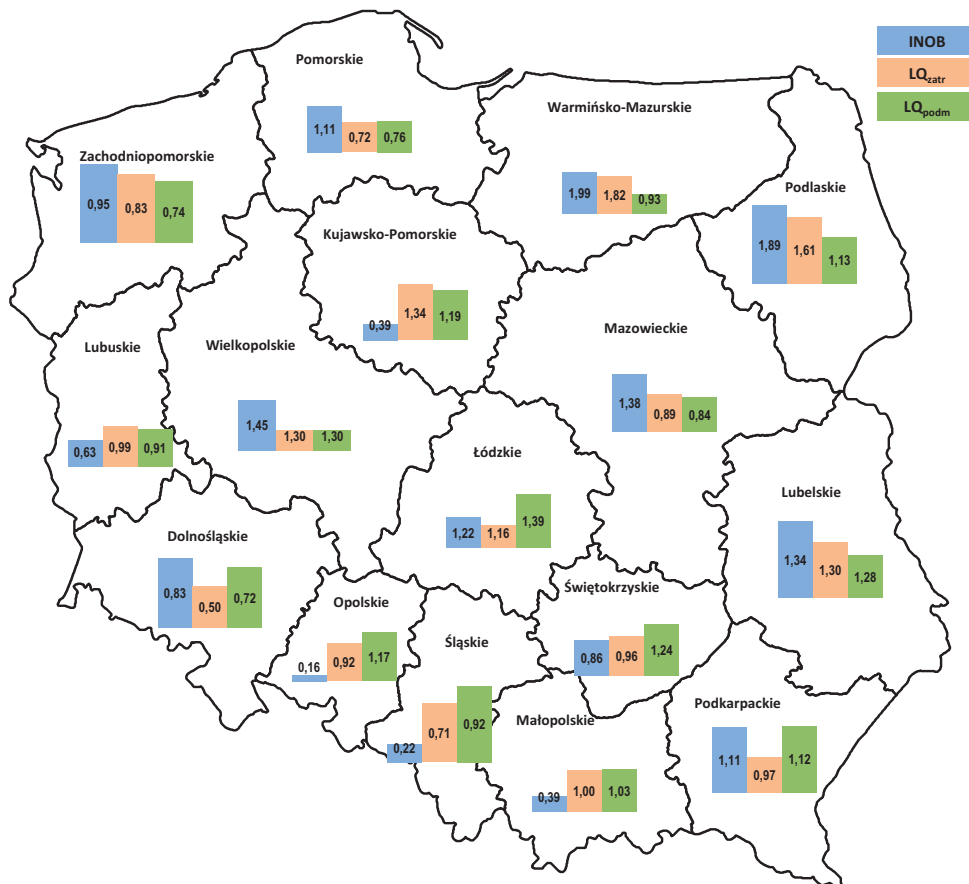 INOB
LQzatr
LQpodm
Pomorskie
1,11 0,72 0,76
Warmińsko-Mazurskie
1,99 1,82 0,93
Zachodniopomorskie
0,95 0,83 0,74
Podlaskie
1,89 1,61 1,13
Kujawsko-Pomorskie
0,39 1,34 1,19
Mazowieckie
1,38 0,89 0,84
Lubuskie
0,63 0,99 0,91
Wielkopolskie
1,45 1,30 1,30
Łódzkie
1,22 1,16 1,39
Lubelskie
1,34 1,30 1,28
Dolnośląskie
0,83 0,50 0,72
Opolskie
0,16 0,92 1,17
Śląskie
0,22 0,71 0,92
Świętokrzyskie
0,86 0,96 1,24
Małopolskie
0,39 1,00 1,03
Podkarpackie
1,11 0,97 1,12